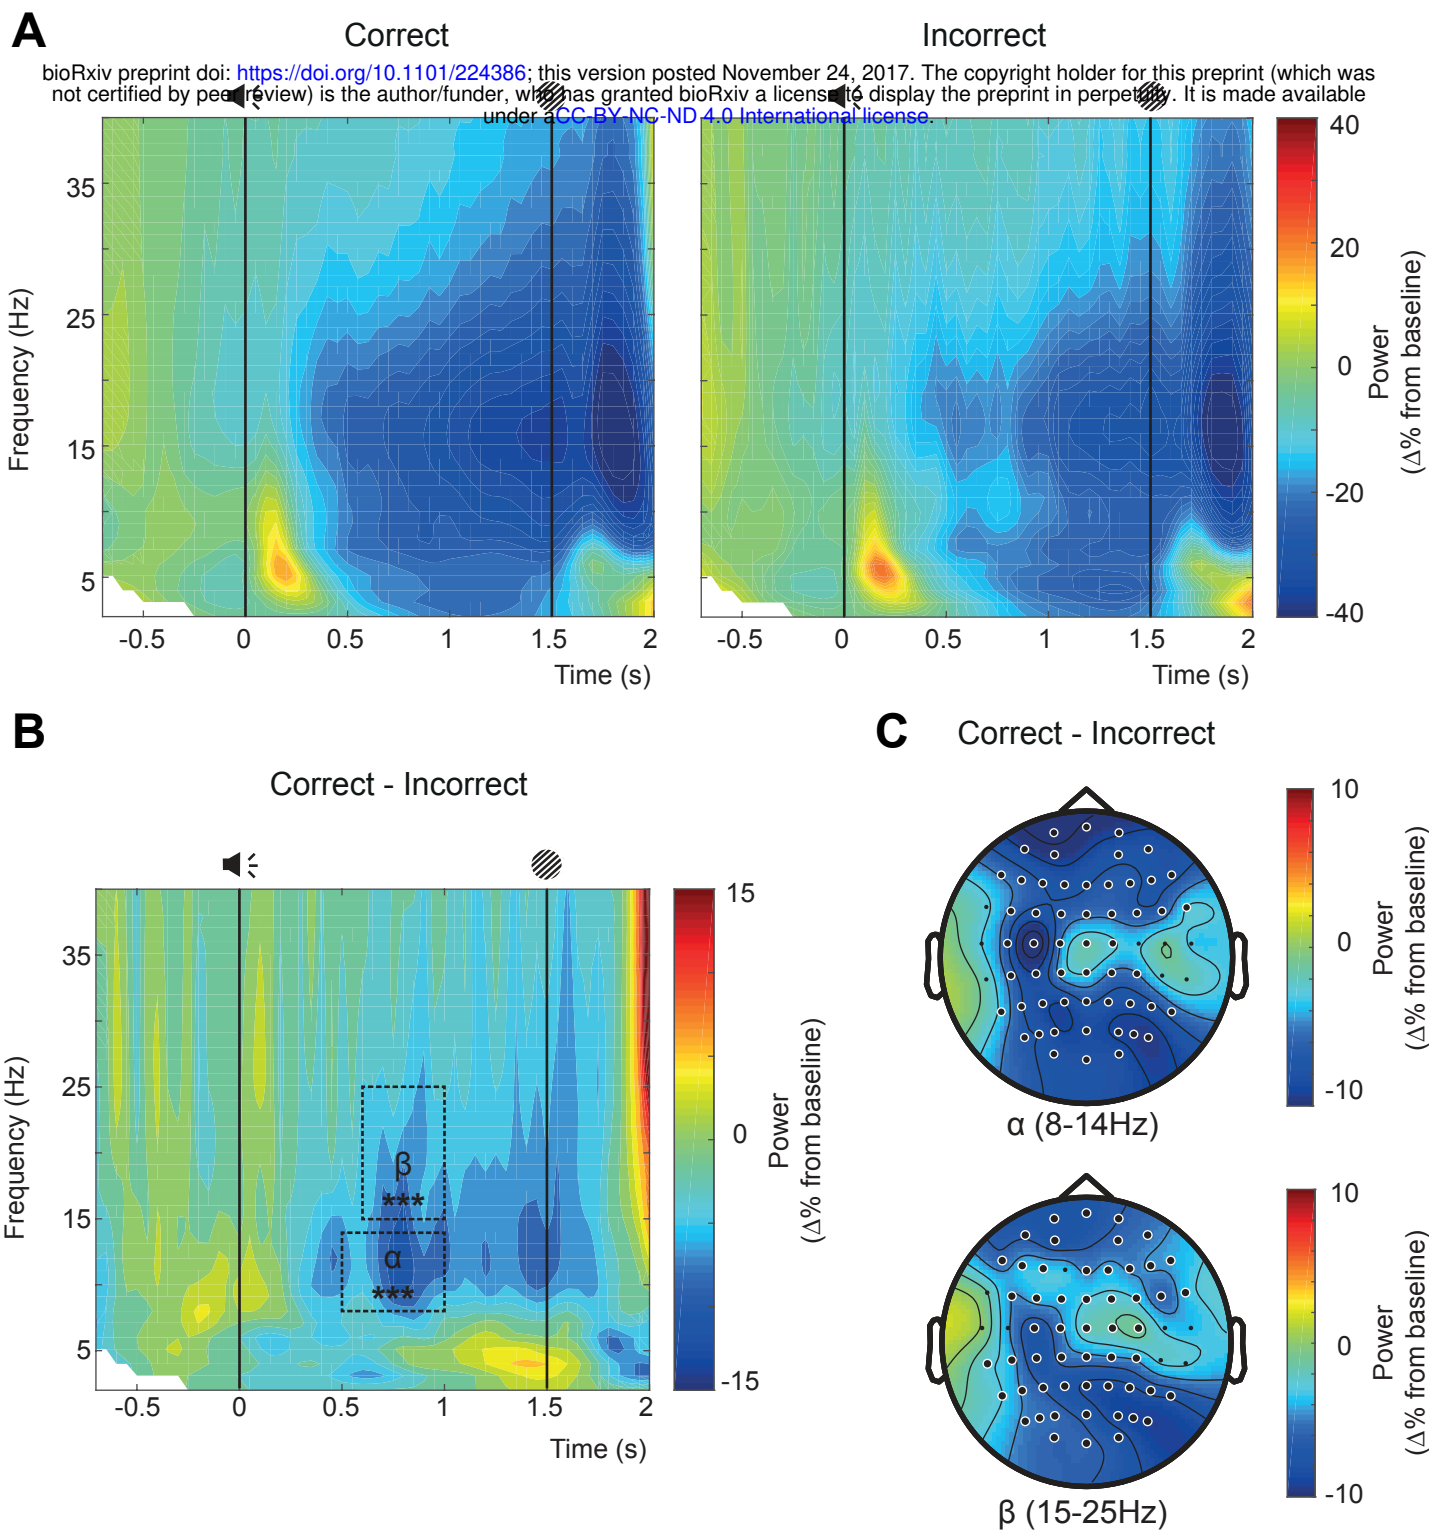 A
Correct
Incorrect
bioRxiv preprint doi: https://doi.org/10.1101/224386; this version posted November 24, 2017. The copyright holder for this preprint (which was
not certified by peer review) is the author/funder, who has granted bioRxiv a license to display the preprint in perpetuity. It is made available
under aCC-BY-NC-ND 4.0 International license.
Frequency (Hz)
35
25
15
5
-0.5 0 0.5 1 1.5 2
Time (s)
-0.5 0 0.5 1 1.5 2
Time (s)
40
20
0
-20
-40
Power
(Δ% from baseline)
B
Correct - Incorrect
Frequency (Hz)
35
25
15
5
β
***
α
***
-0.5 0 0.5 1 1.5 2
Time (s)
15
0
-15
Power
(Δ% from baseline)
C
Correct - Incorrect
10
0
-10
Power
(Δ% from baseline)
α (8-14Hz)
10
0
-10
Power
(Δ% from baseline)
β (15-25Hz)